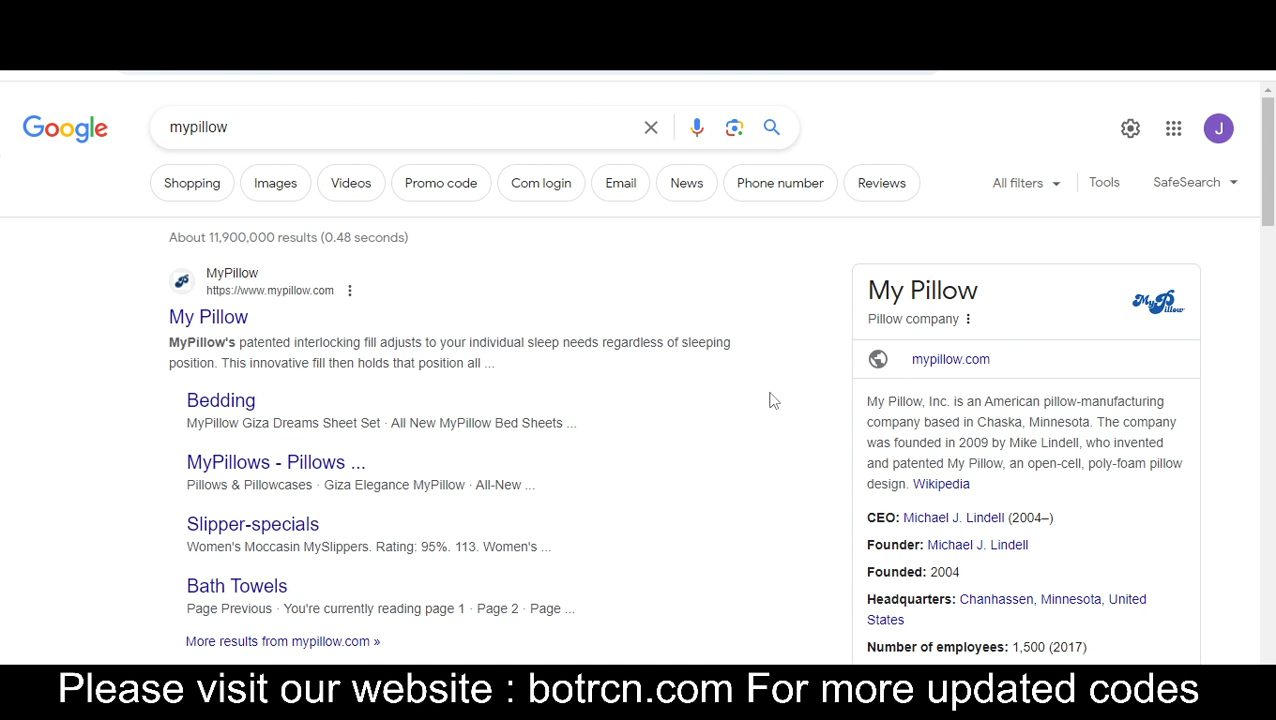 Google
mypillow
J
Shopping
Images
Videos
Promo code
Com login
Email
News
Phone number
Reviews
All filters
Tools
SafeSearch
About 11,900,000 results (0.48 seconds)
MyPillow
https://www.mypillow.com
My Pillow
MyPillow's patented interlocking fill adjusts to your individual sleep needs regardless of sleeping
position. This innovative fill then holds that position all ...
Bedding
MyPillow Giza Dreams Sheet Set · All New MyPillow Bed Sheets ...
MyPillows - Pillows ...
Pillows & Pillowcases · Giza Elegance MyPillow · All-New ...
Slipper-specials
Women's Moccasin MySlippers. Rating: 95%. 113. Women's ...
Bath Towels
Page Previous · You're currently reading page 1 · Page 2 · Page ...
More results from mypillow.com »
My Pillow
Pillow company
MyPillow
mypillow.com
My Pillow, Inc. is an American pillow-manufacturing
company based in Chaska, Minnesota. The company
was founded in 2009 by Mike Lindell, who invented
and patented My Pillow, an open-cell, poly-foam pillow
design. Wikipedia
CEO: Michael J. Lindell (2004–)
Founder: Michael J. Lindell
Founded: 2004
Headquarters: Chanhassen, Minnesota, United
States
Number of employees: 1,500 (2017)
Please visit our website : botrcn.com For more updated codes